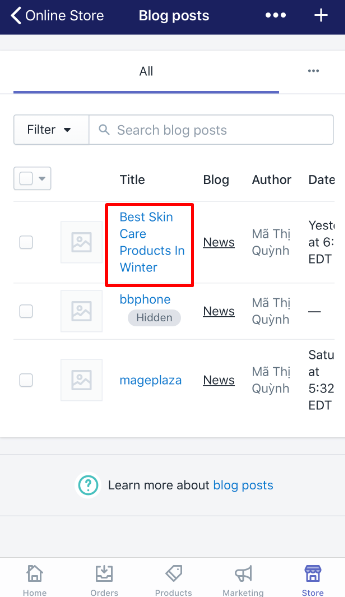 Online Store
Blog posts
All
Filter
Search blog posts
Title
Blog
Author
Date
Best Skin
Care
Products In
Winter
News
Mã Thị
Quỳnh
at 6:
EDT
bbphone
Hidden
News
Mã Thị
Quỳnh
—
mageplaza
News
Mã Thị
Quỳnh
at
5:32
EDT
Learn more about blog posts
Home
Orders
Products
Marketing
Store